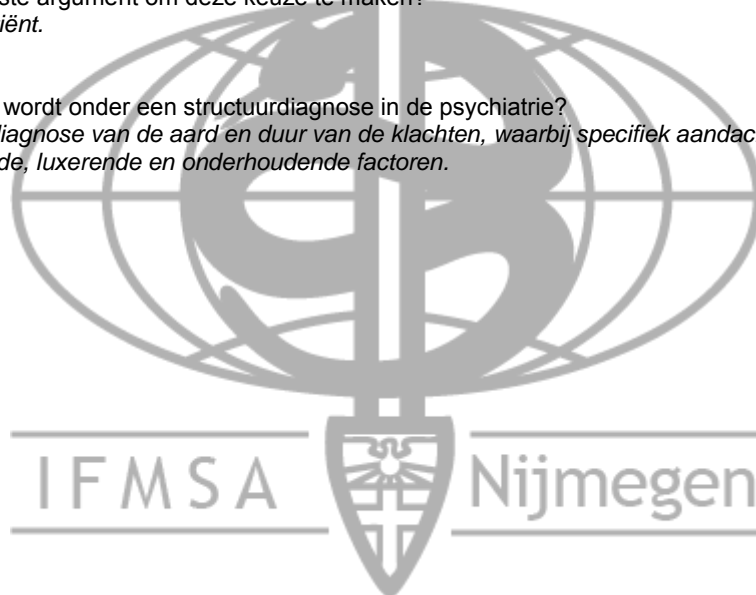 ste argument om deze keuze te maken?
iënt.
wordt onder een structuurdiagnose in de psychiatrie?
diagnose van de aard en duur van de klachten, waarbij specifiek aandac
de, luxerende en onderhoudende factoren.
IFMSA Nijmegen